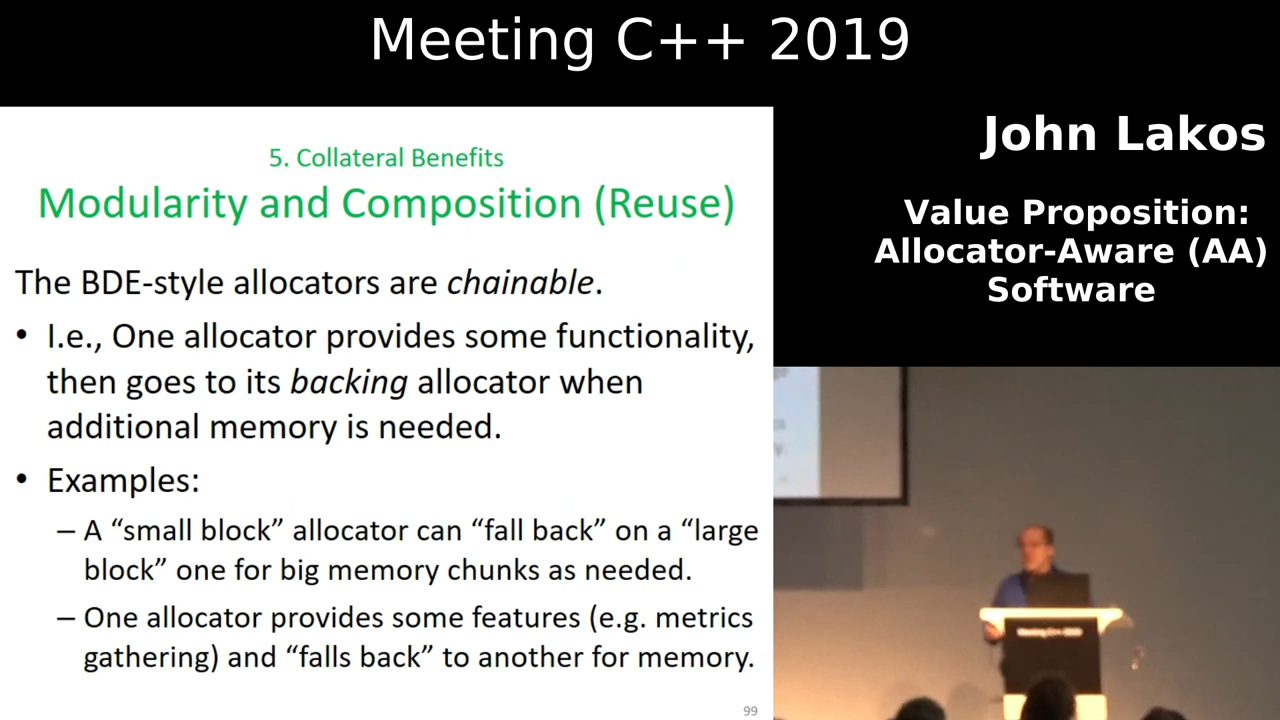 Meeting C++ 2019
5. Collateral Benefits
Modularity and Composition (Reuse)
The BDE-style allocators are chainable.
• I.e., One allocator provides some functionality,
then goes to its backing allocator when
additional memory is needed.
• Examples:
– A “small block” allocator can “fall back” on a “large
block” one for big memory chunks as needed.
– One allocator provides some features (e.g. metrics
gathering) and “falls back” to another for memory.
99
John Lakos
Value Proposition:
Allocator-Aware (AA)
Software
Meeting C++ 2019